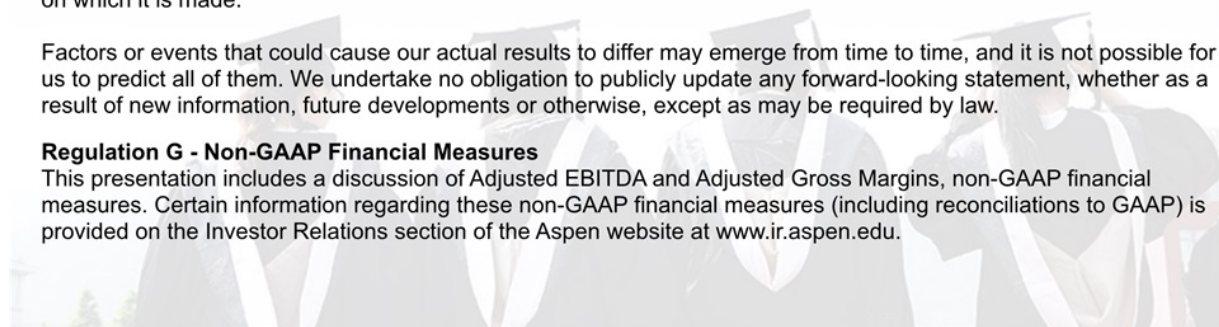 on which it is made.
Factors or events that could cause our actual results to differ may emerge from time to time, and it is not possible for
us to predict all of them. We undertake no obligation to publicly update any forward-looking statement, whether as a
result of new information, future developments or otherwise, except as may be required by law.
Regulation G - Non-GAAP Financial Measures
This presentation includes a discussion of Adjusted EBITDA and Adjusted Gross Margins, non-GAAP financial
measures. Certain information regarding these non-GAAP financial measures (including reconciliations to GAAP) is
provided on the Investor Relations section of the Aspen website at www.ir.aspen.edu.